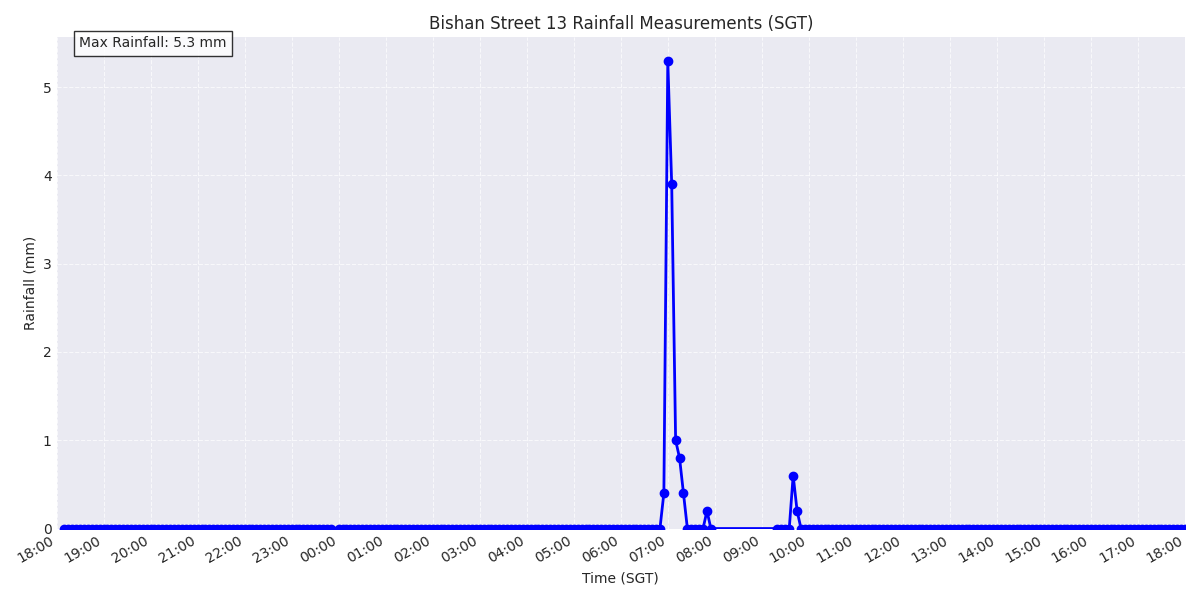 Bishan Street 13 Rainfall Measurements (SGT)
Max Rainfall: 5.3 mm
Rainfall (mm)
5
4
3
2
1
0
18:00 19:00 20:00 21:00 22:00 23:00 00:00 01:00 02:00 03:00 04:00 05:00 06:00 07:00 08:00 09:00 10:00 11:00 12:00 13:00 14:00 15:00 16:00 17:00 18:00
Time (SGT)